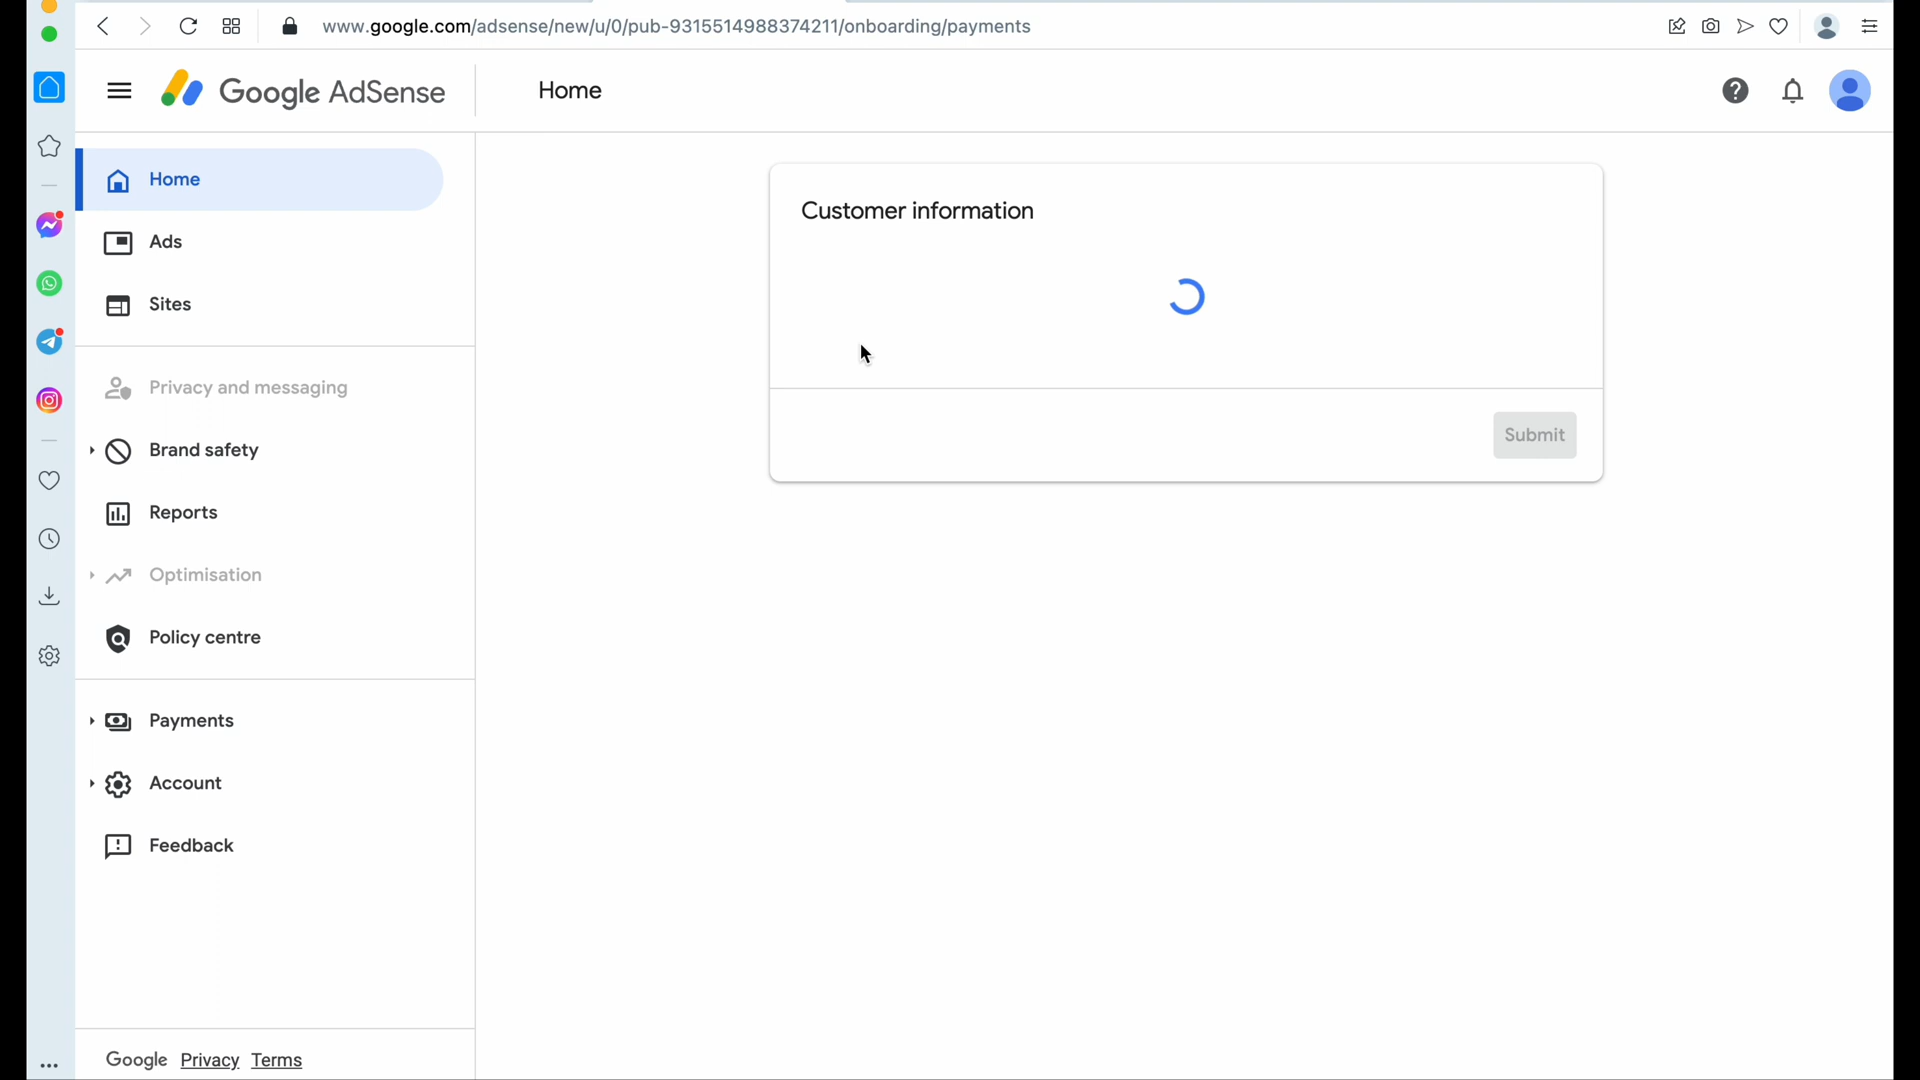 www.google.com/adsense/new/u/0/pub-9315514988374211/onboarding/payments
Google AdSense
Home
Home
Ads
Sites
Privacy and messaging
Brand safety
Reports
Optimisation
Policy centre
Payments
Account
Feedback
Customer information
Submit
Google Privacy Terms